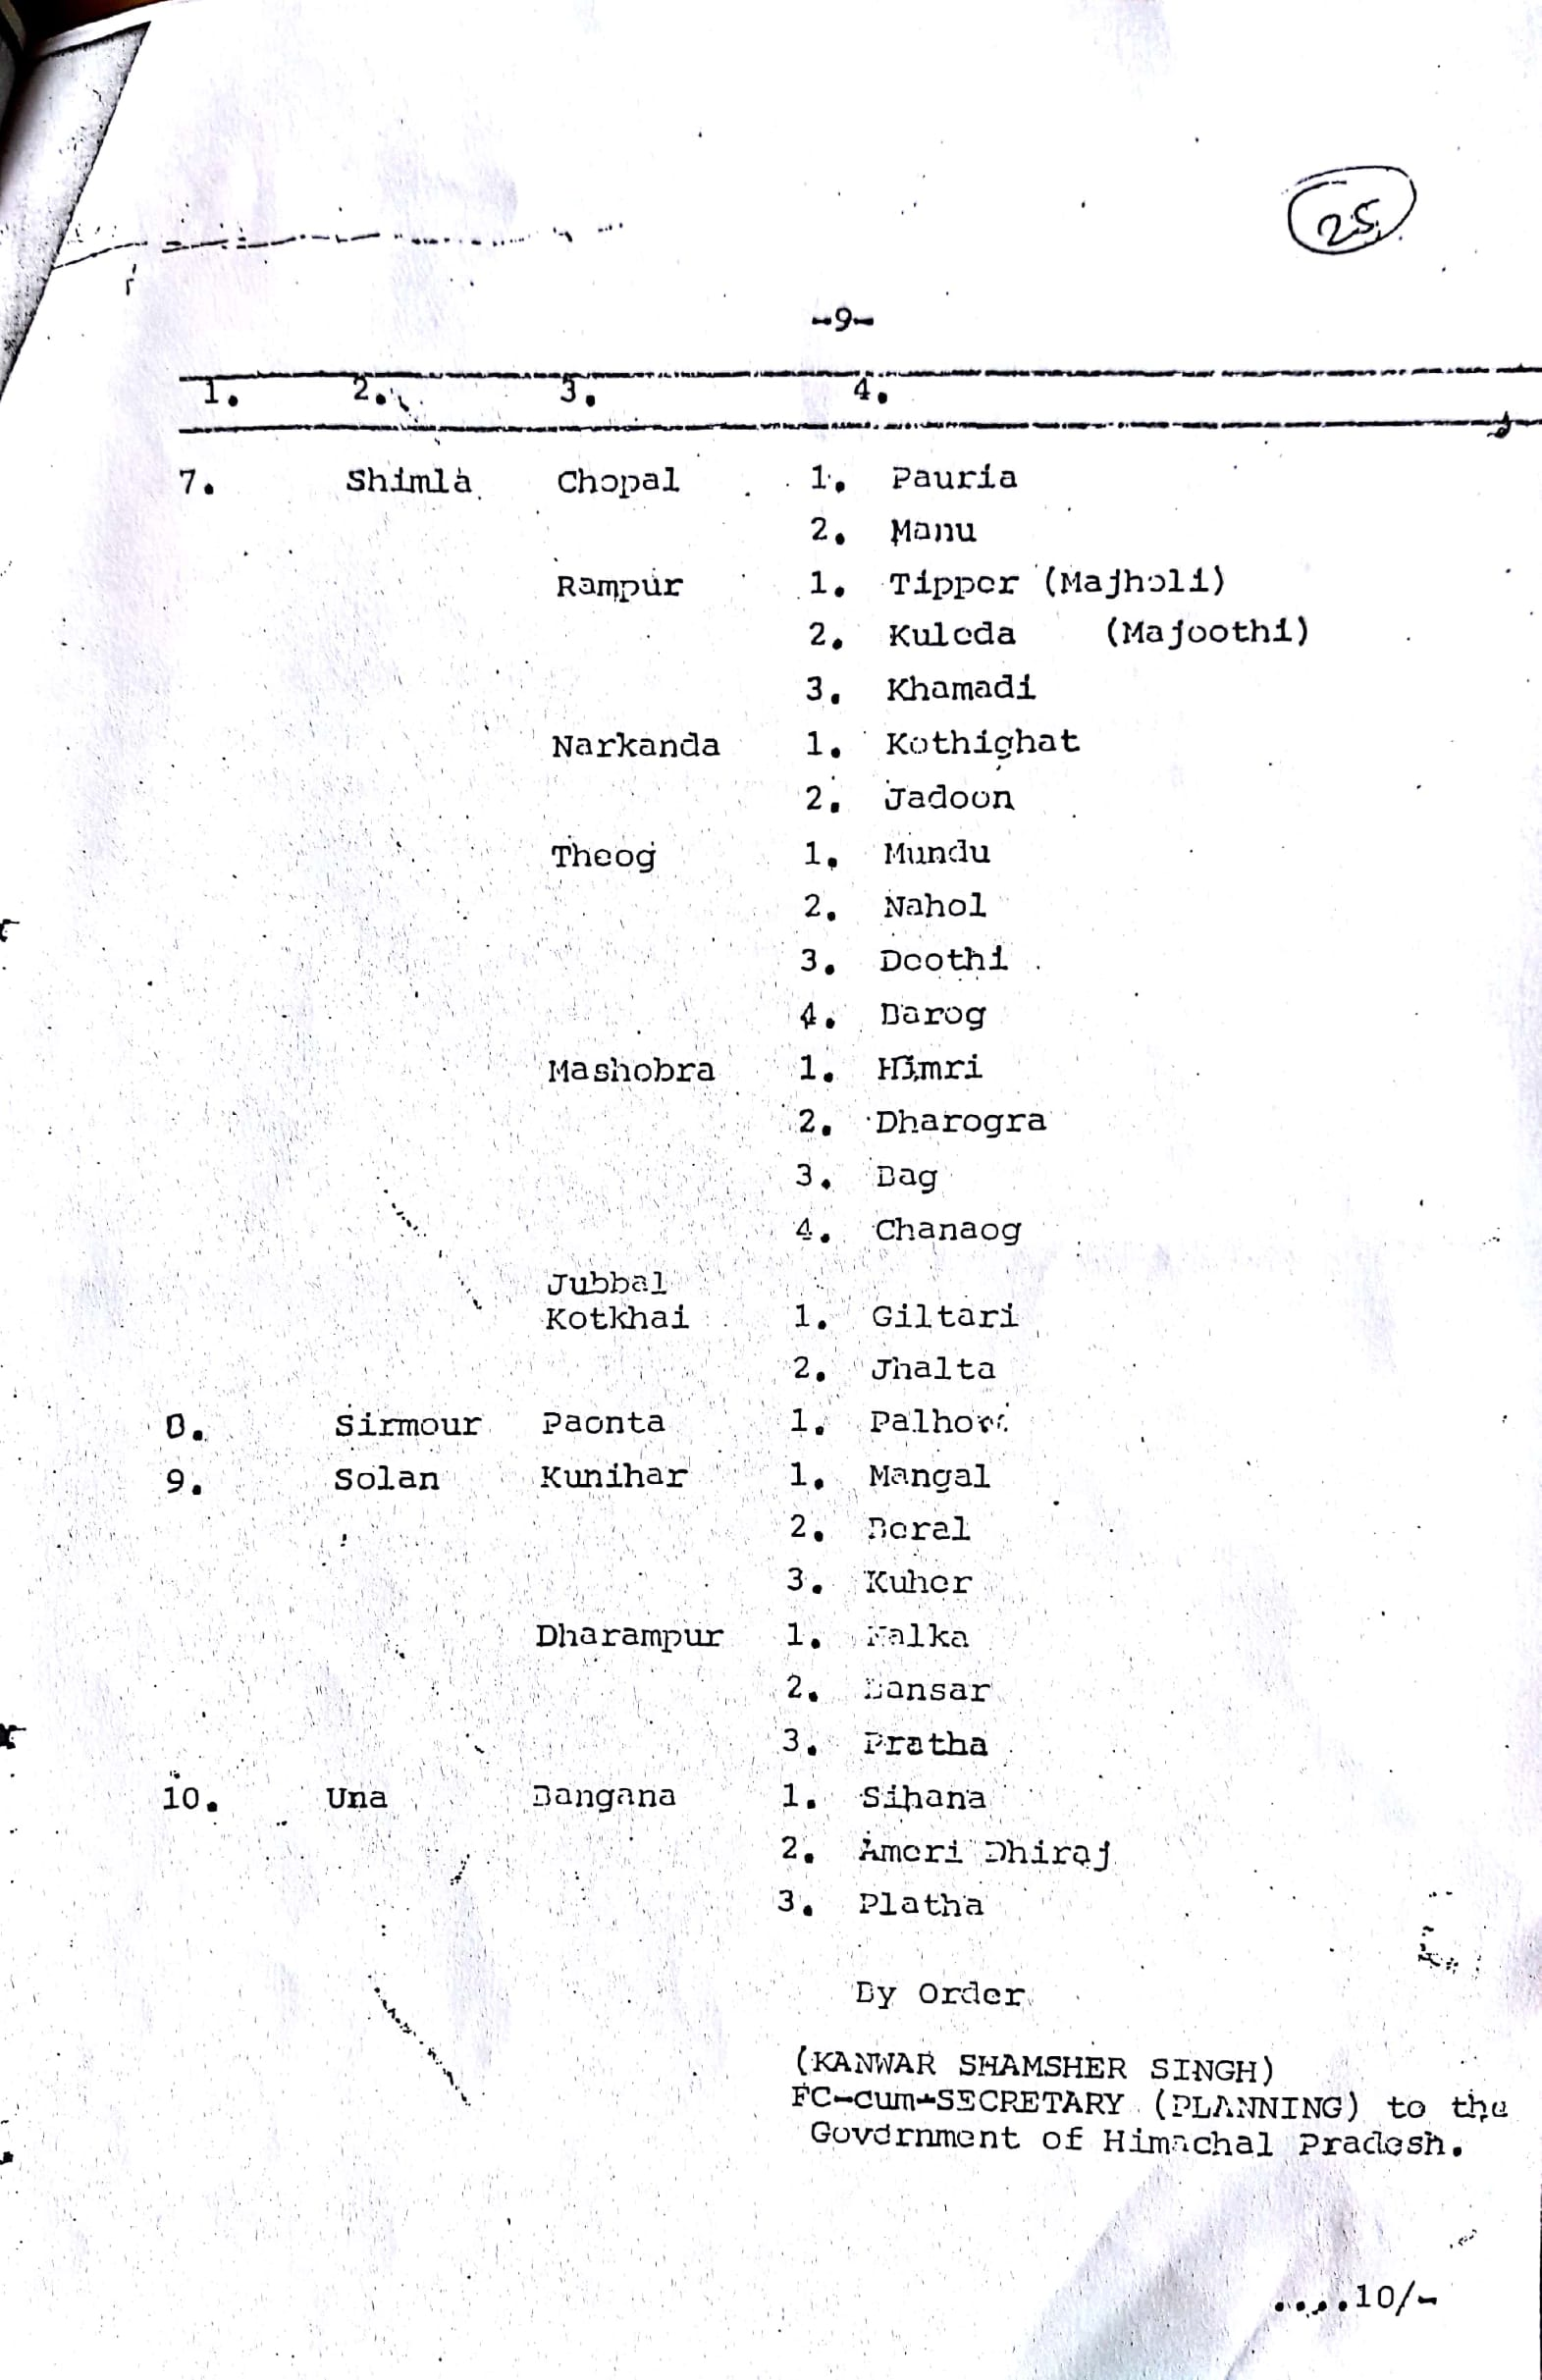 25
-9-
1. 2. 3. 4.
7. Shimla Chopal 1. Pauria
2. Manu
Rampur 1. Tipper (Majholi)
2. Kuleda (Majoothi)
3. Khamadi
Narkanda 1. Kothighat
2. Jadoon
Theog 1. Mundu
2. Nahol
3. Deothi
4. Barog
Mashobra 1. Himri
2. Dharogra
3. Bag
4. Chanaog
Jubbal
Kotkhai 1. Giltari
2. Jhalta
8. Sirmour Paonta 1.
9. Solan Kunihar 1. Mangal
2. Beral
3. Kuher
Dharampur 1.
2. Bansar
3. Pratha
10. Una Bangana 1. Sihana
2. Ameri Dhiraj
3. Platha
By Order
(KANWAR SHAMSHER SINGH)
FC-cum-SECRETARY (PLANNING) to the
Government of Himachal Pradesh.
....10/-